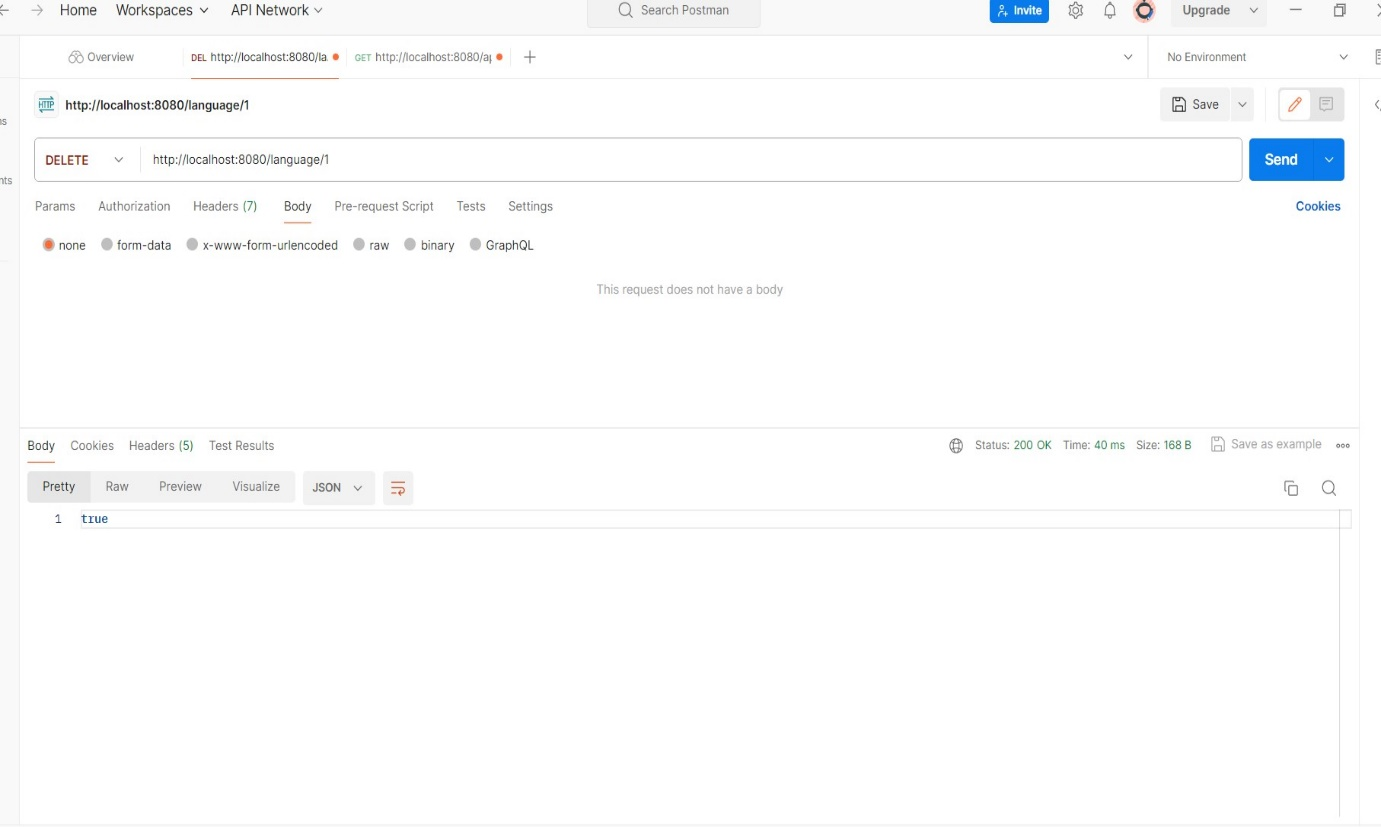 Home Workspaces API Network Search Postman Invite Upgrade
Overview DEL http://localhost:8080/la GET http://localhost:8080/a No Environment
HTTP http://localhost:8080/language/1 Save
DELETE http://localhost:8080/language/1 Send
Params Authorization Headers (7) Body Pre-request Script Tests Settings Cookies
none form-data x-www-form-urlencoded raw binary GraphQL
This request does not have a body
Body Cookies Headers (5) Test Results Status: 200 OK Time: 40 ms Size: 168 B Save as example
Pretty Raw Preview Visualize JSON
1 true